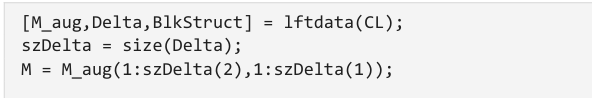 [M_aug,Delta,BlkStruct] = lftdata(CL);
szDelta = size(Delta);
M = M_aug(1:szDelta(2),1:szDelta(1));